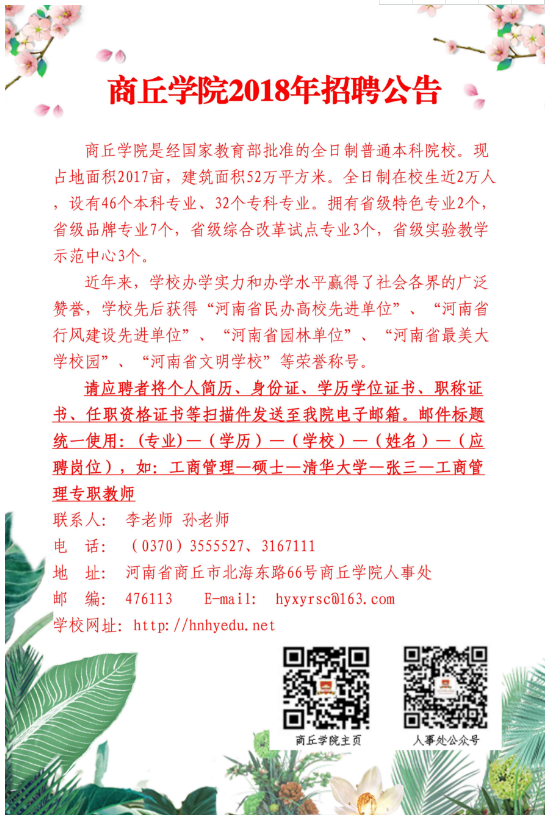 商丘学院2018年招聘公告
商丘学院是经国家教育部批准的全日制普通本科院校。现
占地面积2017亩，建筑面积52万平方米。全日制在校生近2万人
，设有46个本科专业、32个专科专业。拥有省级特色专业2个，
省级品牌专业7个，省级综合改革试点专业3个，省级实验教学
示范中心3个。
近年来，学校办学实力和办学水平赢得了社会各界的广泛
赞誉，学校先后获得“河南省民办高校先进单位”、“河南省
行风建设先进单位”、“河南省园林单位”、“河南省最美大
学校园”、“河南省文明学校”等荣誉称号。
请应聘者将个人简历、身份证、学历学位证书、职称证
书、任职资格证书等扫描件发送至我院电子邮箱。邮件标题
统一使用：(专业)—（学历）—（学校）—（姓名）—（应
聘岗位），如：工商管理—硕士—清华大学—张三—工商管
理专职教师
联系人： 李老师 孙老师
电 话： （0370）3555527、3167111
地 址： 河南省商丘市北海东路66号商丘学院人事处
邮 编： 476113 E-mail： hyxyrsc@163.com
学校网址：http://hnhyedu.net
商丘学院主页 人事处公众号